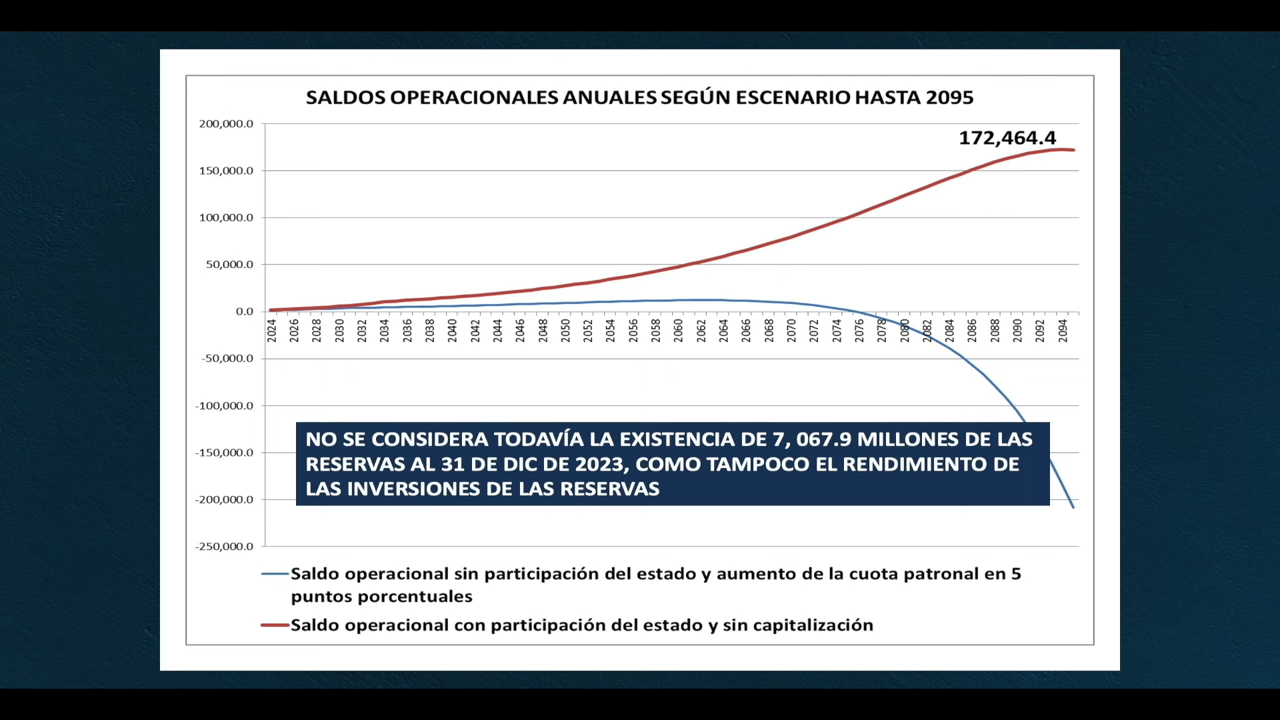 SALDOS OPERACIONALES ANUALES SEGÚN ESCENARIO HASTA 2095
200,000.0
172,464.4
150,000.0
100,000.0
50,000.0
0.0
2024 2026 2028 2030 2032 2034 2036 2038 2040 2042 2044 2046 2048 2050 2052 2054 2056 2058 2060 2062 2064 2066 2068 2070 2072 2074 2076 2078 2080 2082 2084 2086 2088 2090 2092 2094
-50,000.0
-100,000.0
NO SE CONSIDERA TODAVÍA LA EXISTENCIA DE 7, 067.9 MILLONES DE LAS
-150,000.0
RESERVAS AL 31 DE DIC DE 2023, COMO TAMPOCO EL RENDIMIENTO DE
LAS INVERSIONES DE LAS RESERVAS
-200,000.0
-250,000.0
Saldo operacional sin participación del estado y aumento de la cuota patronal en 5
puntos porcentuales
Saldo operacional con participación del estado y sin capitalización